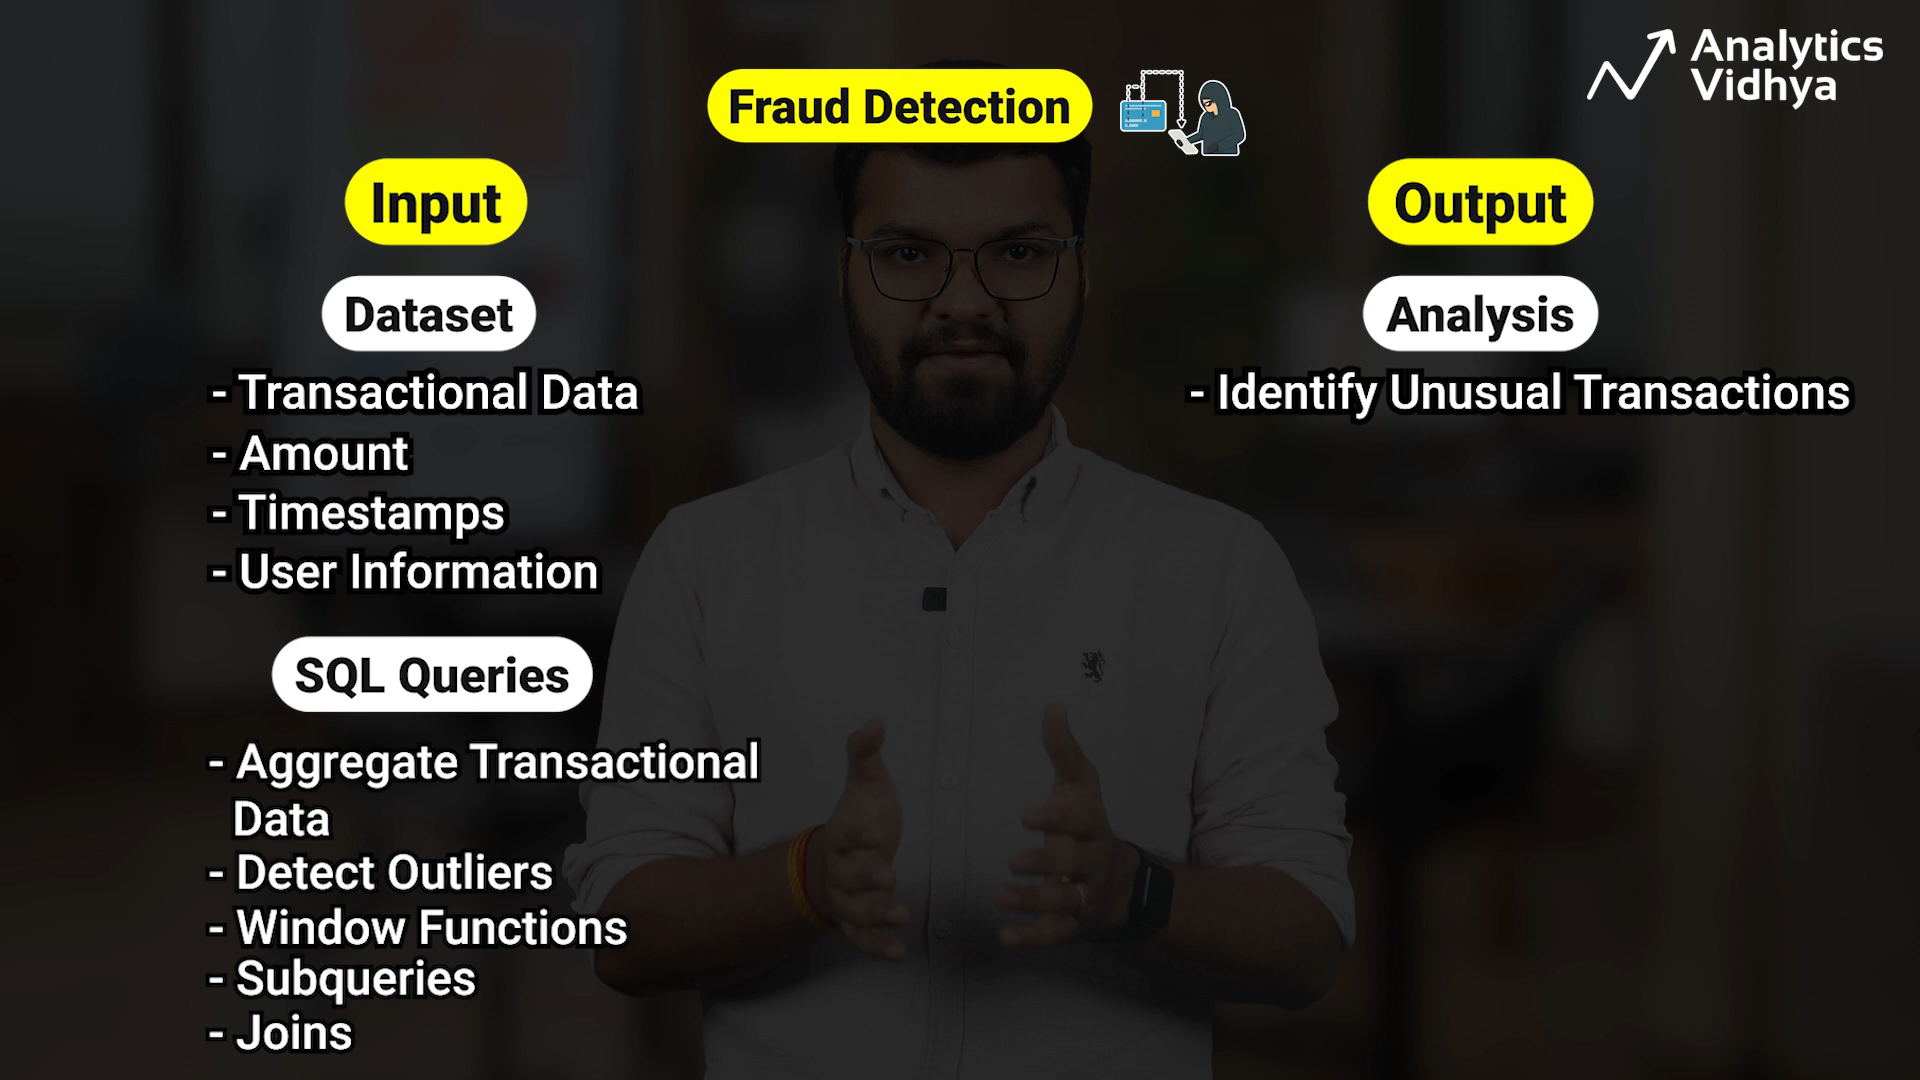 Analytics
Vidhya
Fraud Detection
Input
Dataset
- Transactional Data
- Amount
- Timestamps
- User Information
SQL Queries
- Aggregate Transactional
Data
- Detect Outliers
- Window Functions
- Subqueries
- Joins
Output
Analysis
- Identify Unusual Transactions